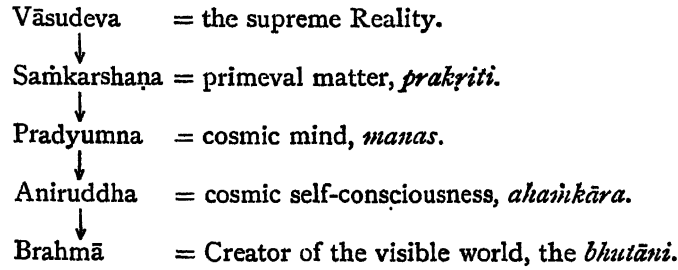 Vāsudeva = the supreme Reality.
↓
Saṁkarshaṇa = primeval matter, prakṛiti.
↓
Pradyumna = cosmic mind, manas.
↓
Aniruddha = cosmic self-consciousness, ahaṁkāra.
↓
Brahmā = Creator of the visible world, the bhutāni.